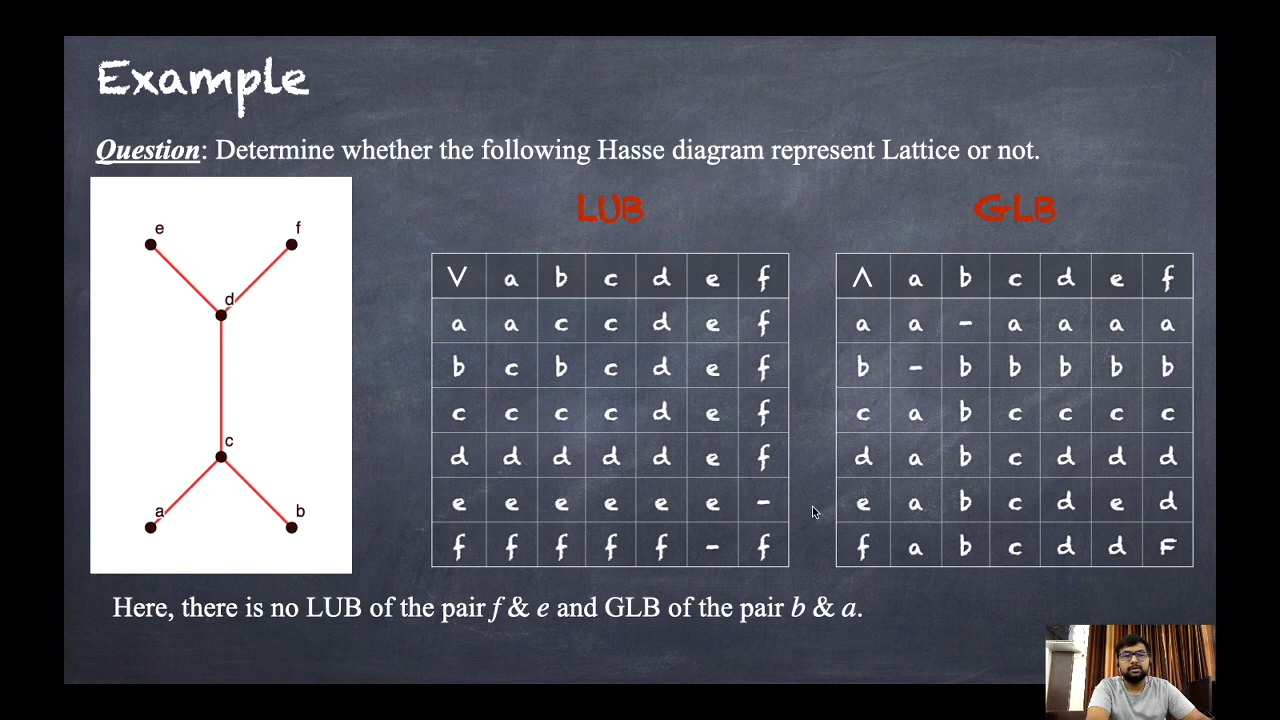 Example
Question: Determine whether the following Hasse diagram represent Lattice or not.
e f
d
c
a b
LUB
∨ a b c d e f
a a c c d e f
b c b c d e f
c c c c d e f
d d d d d e f
e e e e e e -
f f f f f - f
GLB
∧ a b c d e f
a a - a a a a
b - b b b b b
c a b c c c c
d a b c d d d
e a b c d e d
f a b c d d F
Here, there is no LUB of the pair f & e and GLB of the pair b & a.